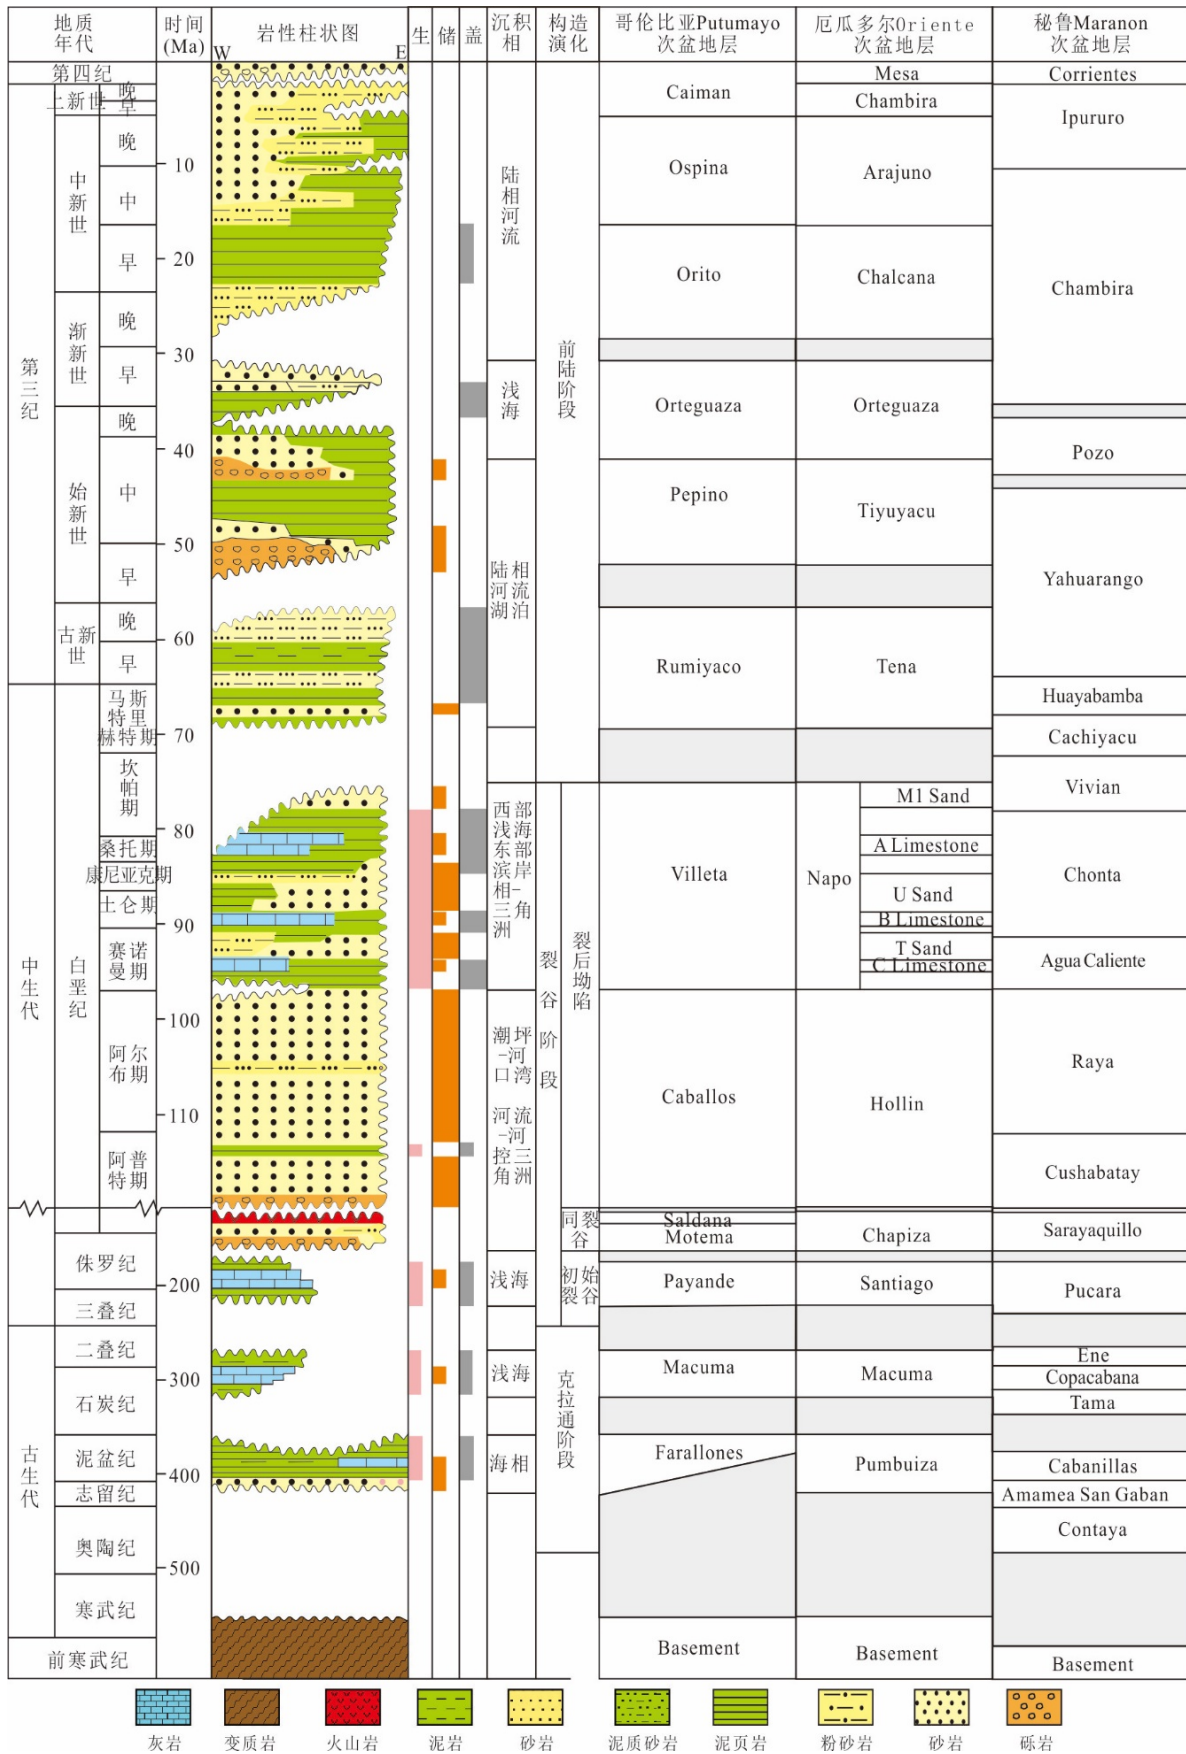 地质年代
时间(Ma)
岩性柱状图
W E
生
储
盖
沉积相
构造演化
哥伦比亚Putumayo次盆地层
厄瓜多尔Oriente次盆地层
秘鲁Maranon次盆地层
第四纪
上新世
晚
早
第三纪
中新世
晚
中
早
渐新世
晚
早
始新世
晚
中
早
古新世
晚
早
中生代
白垩纪
马斯特里赫特期
坎帕期
桑托期
康尼亚克期
土仑期
赛诺曼期
阿尔布期
阿普特期
侏罗纪
三叠纪
古生代
二叠纪
石炭纪
泥盆纪
志留纪
奥陶纪
寒武纪
前寒武纪
10
20
30
40
50
60
70
80
90
100
110
200
300
400
500
陆相河流
浅海
陆相河流湖泊
西部浅海东部滨岸相-三角洲
潮坪-河口湾
河流-河控三角洲
浅海
浅海
海相
前陆阶段
裂谷阶段
裂后坳陷
同裂谷
初始裂谷
克拉通阶段
Caiman
Ospina
Orito
Orteguaza
Pepino
Rumiyaco
Villeta
Caballos
Saldana
Motema
Payande
Macuma
Farallones
Basement
Mesa
Chambira
Arajuno
Chalcana
Orteguaza
Tiyuyacu
Tena
Napo
M1 Sand
A Limestone
U Sand
B Limestone
T Sand
C Limestone
Hollin
Chapiza
Santiago
Macuma
Pumbuiza
Basement
Corrientes
Ipururo
Chambira
Pozo
Yahuarango
Huayabamba
Cachiyacu
Vivian
Chonta
Agua Caliente
Raya
Cushabatay
Sarayaquillo
Pucara
Ene
Copacabana
Tama
Cabanillas
Amamea San Gaban
Contaya
Basement
灰岩 变质岩 火山岩 泥岩 砂岩 泥质砂岩 泥页岩 粉砂岩 砂岩 砾岩